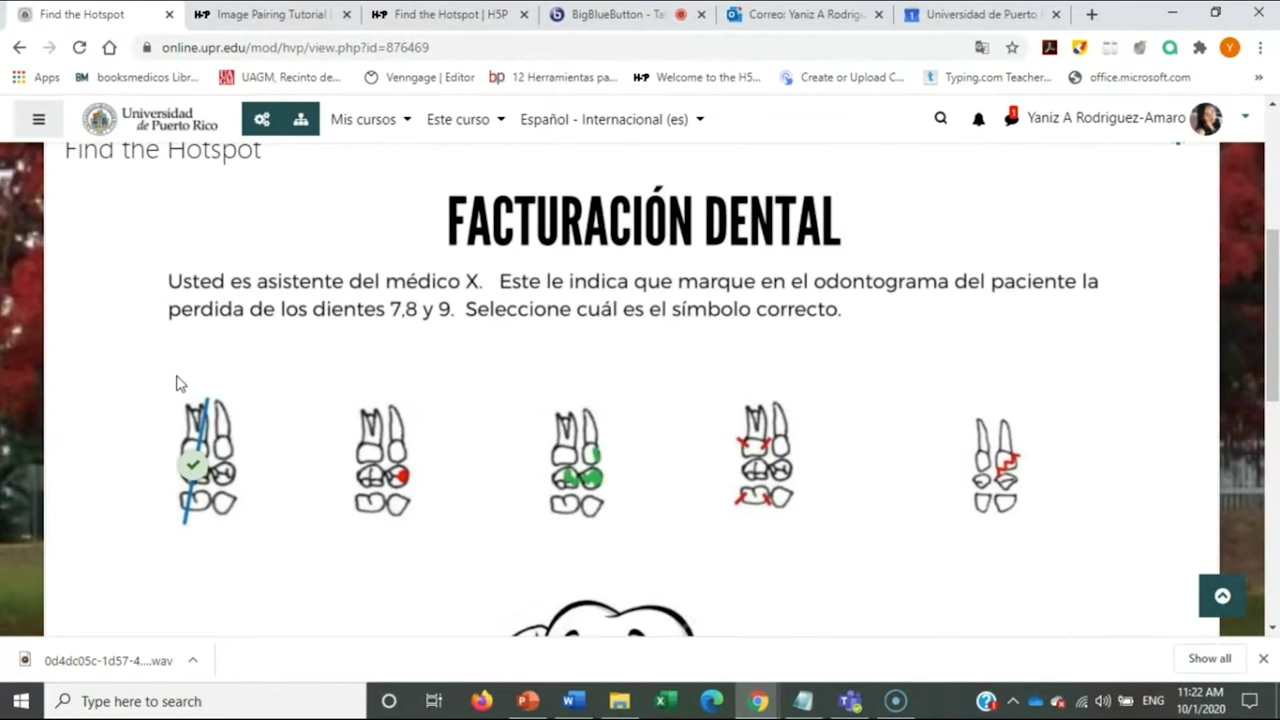 Find the Hotspot
Image Pairing Tutorial
H-P Find the Hotspot | H5P
BigBlueButton - Tal
Correo: Yaniz A Rodrigu
Universidad de Puerto
online.upr.edu/mod/hvp/view.php?id=876469
Apps
BM booksmedicos Libr...
UAGM, Recinto de...
Venngage | Editor
bp 12 Herramientas pa...
H-P Welcome to the H5...
Create or Upload C...
Typing.com Teacher...
office.microsoft.com
Universidad
de Puerto Rico
Mis cursos
Este curso
Español - Internacional (es)
Yaniz A Rodriguez-Amaro
Find the Hotspot
FACTURACIÓN DENTAL
Usted es asistente del médico X. Este le indica que marque en el odontograma del paciente la
perdida de los dientes 7,8 y 9. Seleccione cuál es el símbolo correcto.
0d4dc05c-1d57-4....wav
Show all
Type here to search
ENG
11:22 AM
10/1/2020